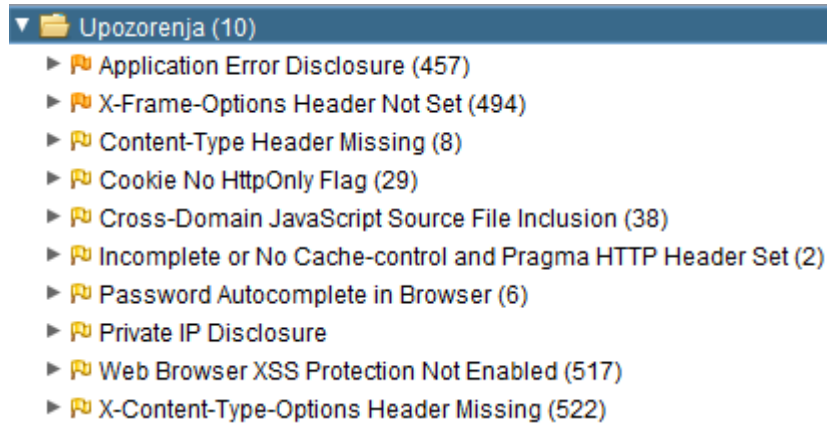 Upozorenja (10)
Application Error Disclosure (457)
X-Frame-Options Header Not Set (494)
Content-Type Header Missing (8)
Cookie No HttpOnly Flag (29)
Cross-Domain JavaScript Source File Inclusion (38)
Incomplete or No Cache-control and Pragma HTTP Header Set (2)
Password Autocomplete in Browser (6)
Private IP Disclosure
Web Browser XSS Protection Not Enabled (517)
X-Content-Type-Options Header Missing (522)